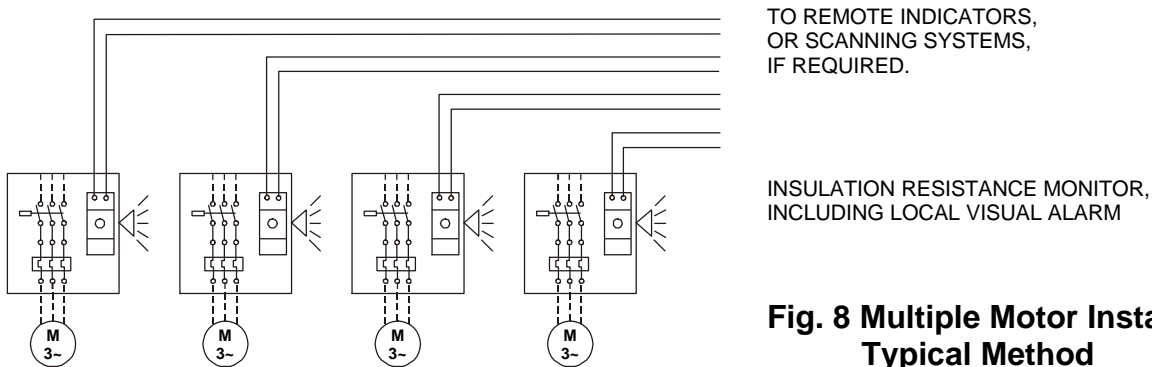 TO REMOTE INDICATORS,
OR SCANNING SYSTEMS,
IF REQUIRED.
INSULATION RESISTANCE MONITOR,
INCLUDING LOCAL VISUAL ALARM
Fig. 8 Multiple Motor Insta
Typical Method
M
3~
M
3~
M
3~
M
3~